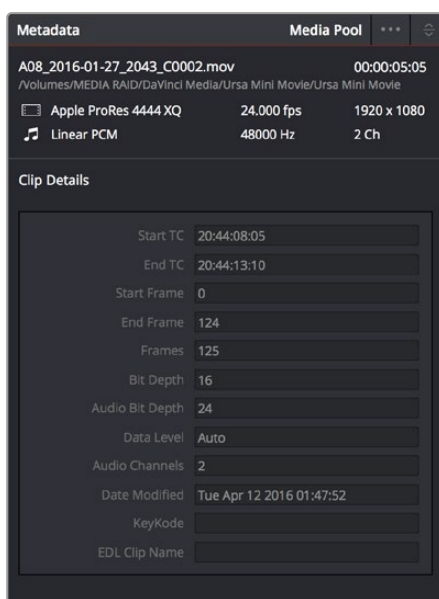 Metadata Media Pool •••
A08_2016-01-27_2043_C0002.mov 00:00:05:05
/Volumes/MEDIA RAID/DaVinci Media/Ursa Mini Movie/Ursa Mini Movie
Apple ProRes 4444 XQ 24.000 fps 1920 x 1080
Linear PCM 48000 Hz 2 Ch
Clip Details
Start TC 20:44:08:05
End TC 20:44:13:10
Start Frame 0
End Frame 124
Frames 125
Bit Depth 16
Audio Bit Depth 24
Data Level Auto
Audio Channels 2
Date Modified Tue Apr 12 2016 01:47:52
KeyKode
EDL Clip Name